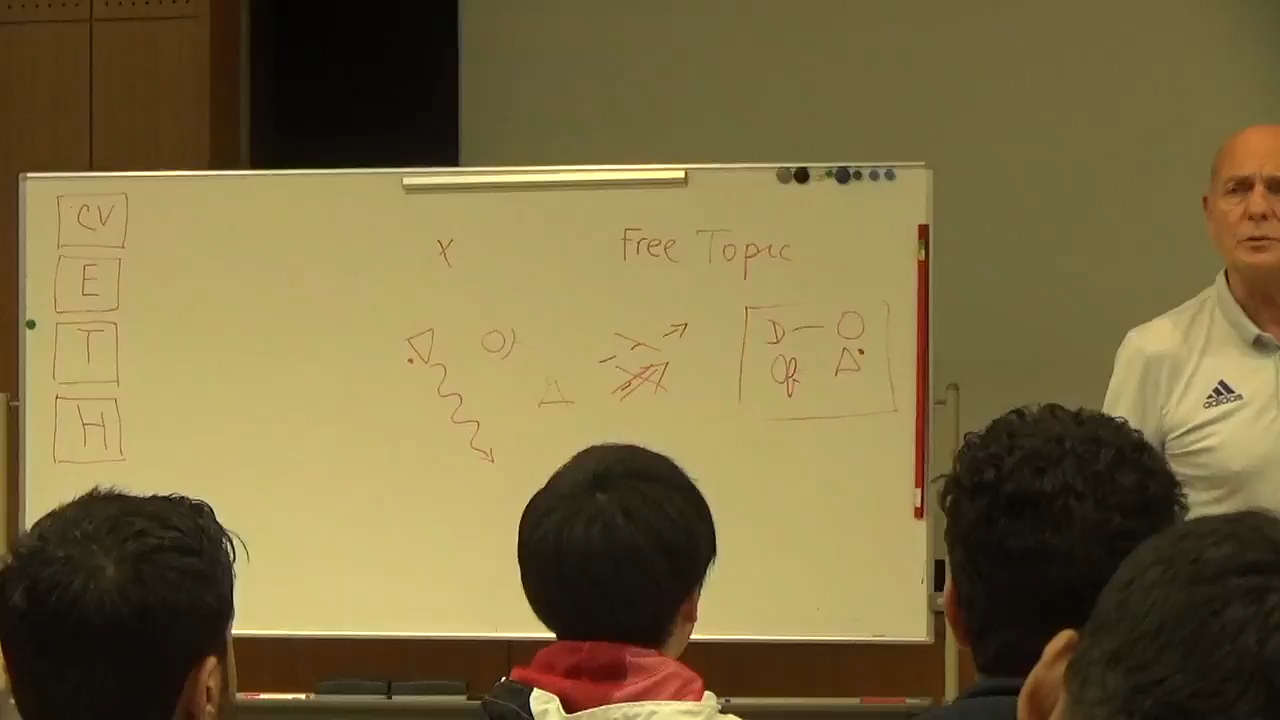 CV
E
T
H
X
Free Topic
D — O
Of Δ
adidas